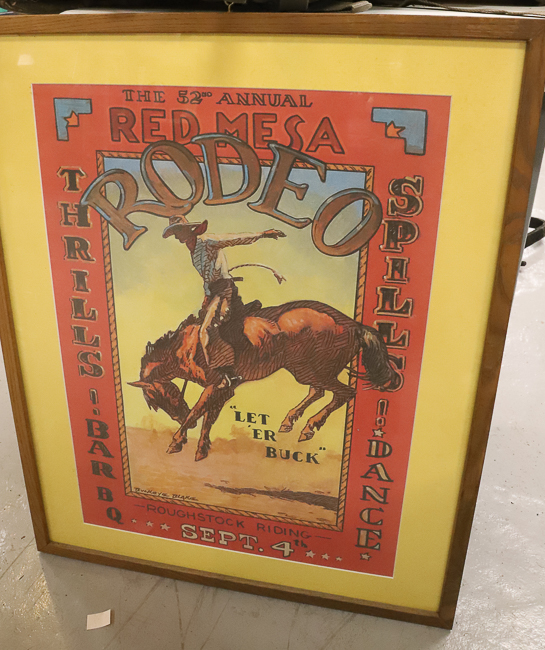 THE 52ND ANNUAL
RED MESA
RODEO
THRILLS!
BAR B Q
SPILLS!
DANCE!
"LET
'ER
BUCK"
ROUGHSTOCK RIDING
SEPT. 4th